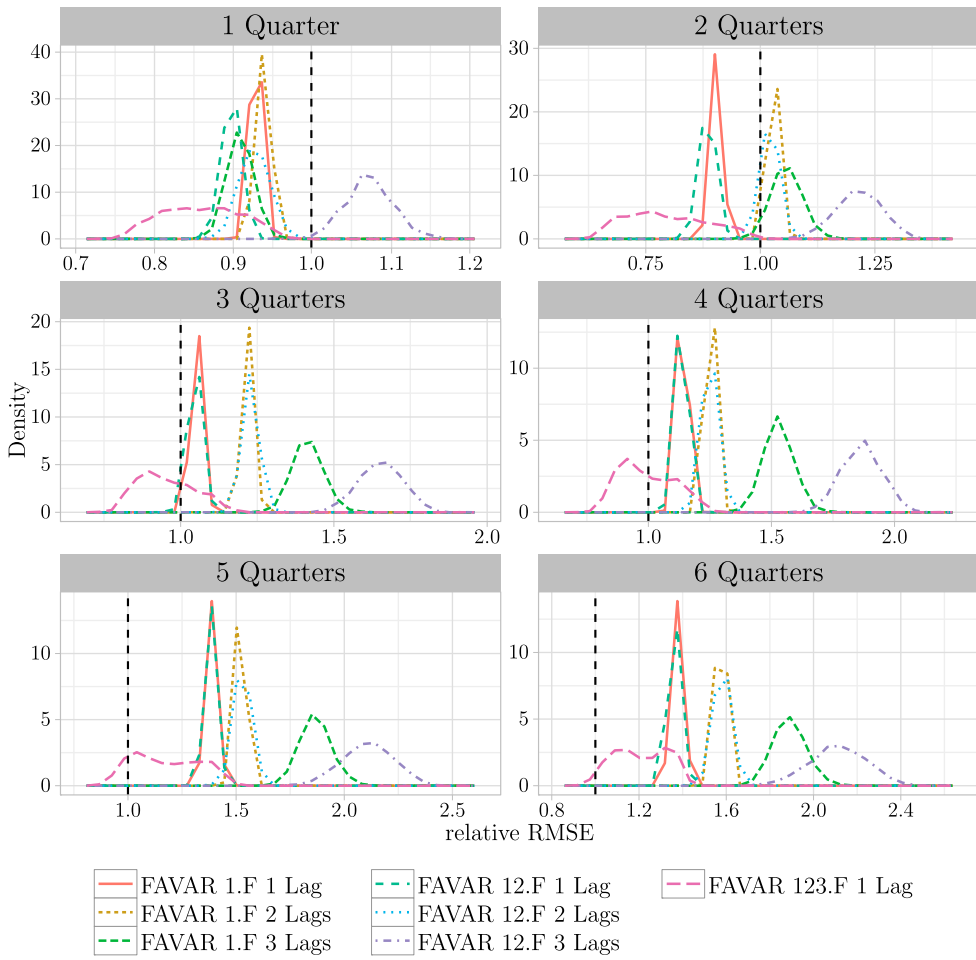 1 Quarter
2 Quarters
40
30
20
10
0
0.7 0.8 0.9 1.0 1.1 1.2
30
20
10
0
0.75 1.00 1.25
3 Quarters
4 Quarters
20
15
10
5
0
1.0 1.5 2.0
10
5
0
1.0 1.5 2.0
Density
5 Quarters
6 Quarters
10
5
0
1.0 1.5 2.0 2.5
10
5
0
0.8 1.2 1.6 2.0 2.4
relative RMSE
FAVAR 1.F 1 Lag
FAVAR 1.F 2 Lags
FAVAR 1.F 3 Lags
FAVAR 12.F 1 Lag
FAVAR 12.F 2 Lags
FAVAR 12.F 3 Lags
FAVAR 123.F 1 Lag